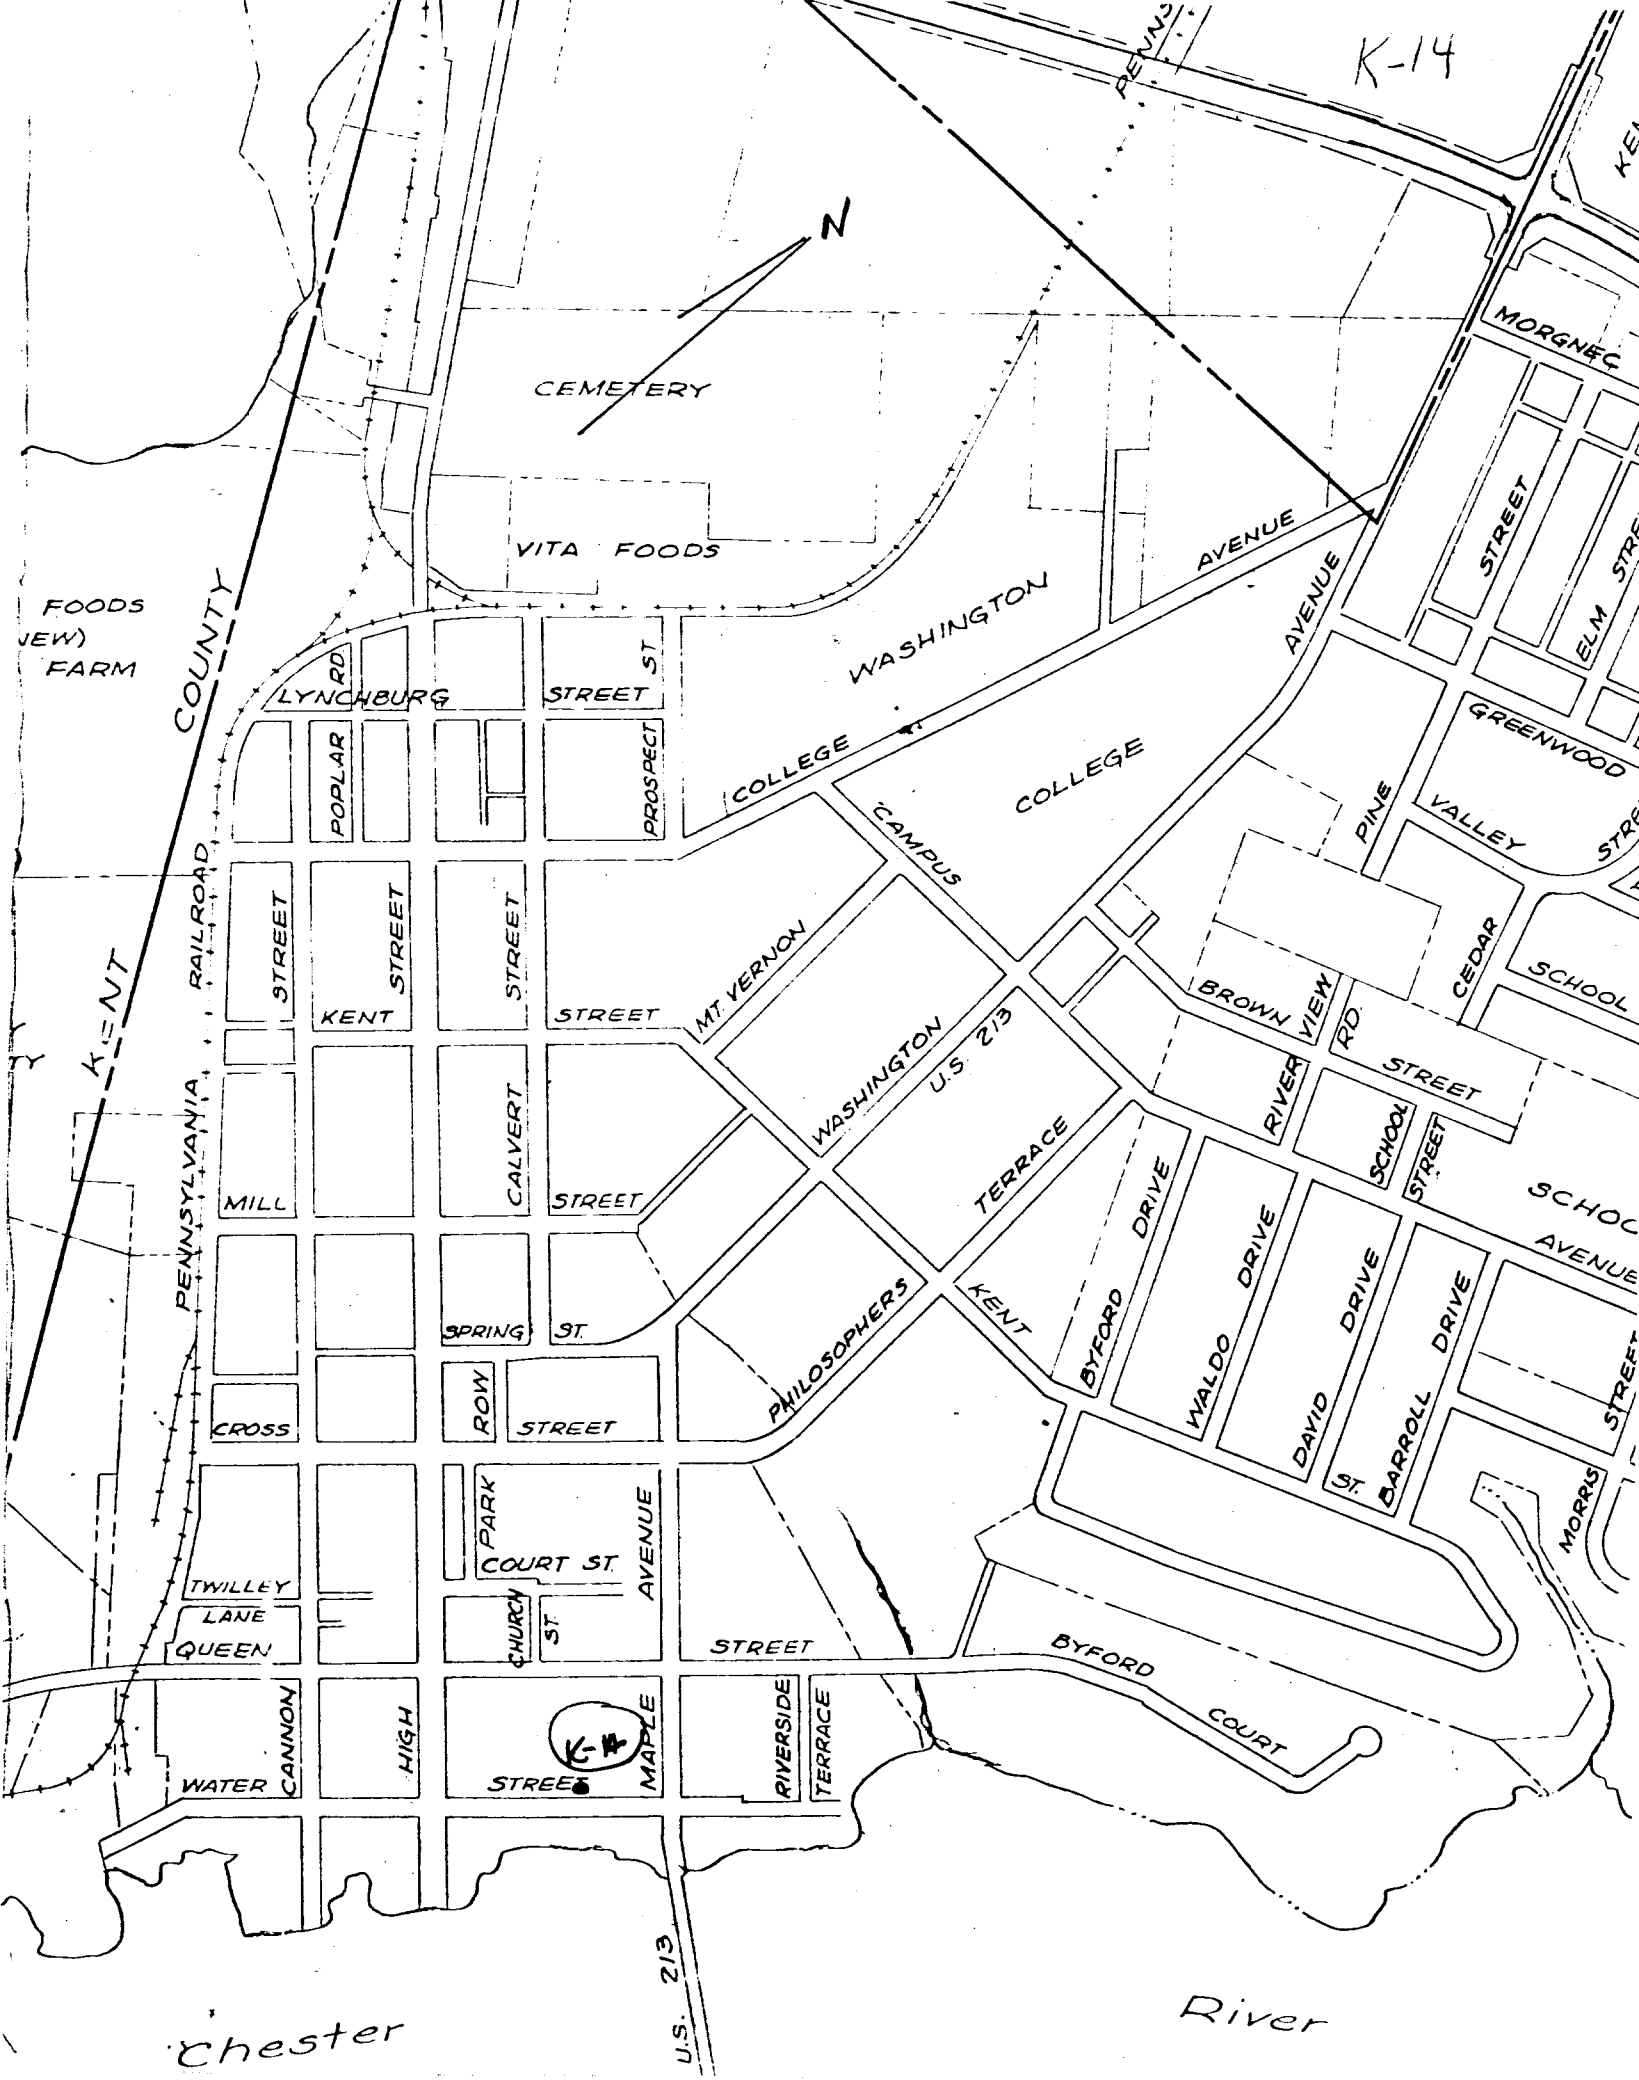 PENNS
K-14
N
MORGNEC
CEMETERY
STREET
AVENUE
VITA FOODS
AVENUE
FOODS
FARM
COUNTY
WASHINGTON
ELM
RD
ST
LYNCHBURG
STREET
GREENWOOD
POPLAR
PROSPECT
COLLEGE
COLLEGE
CAMPUS
PINE
VALLEY
RAILROAD
STREET
STREET
STREET
MT. VERNON
CEDAR
SCHOOL
KENT
KENT
STREET
BROWN
VIEW
RD.
STREET
WASHINGTON
U.S. 213
RIVER
SCHOOL
STREET
PENNSYLVANIA
CALVERT
MILL
STREET
TERRACE
DRIVE
DRIVE
AVENUE
SPRING
ST.
PHILOSOPHERS
KENT
BYFORD
DRIVE
DRIVE
WALDO
STREET
CROSS
ROW
STREET
DAVID
ST.
BARROLL
MORRIS
PARK
COURT ST.
AVENUE
TWILLEY
LANE
QUEEN
CHURCH
ST.
STREET
BYFORD
COURT
CANNON
HIGH
MAPLE
RIVERSIDE
TERRACE
WATER
STREET
U.S. 213
Chester
River